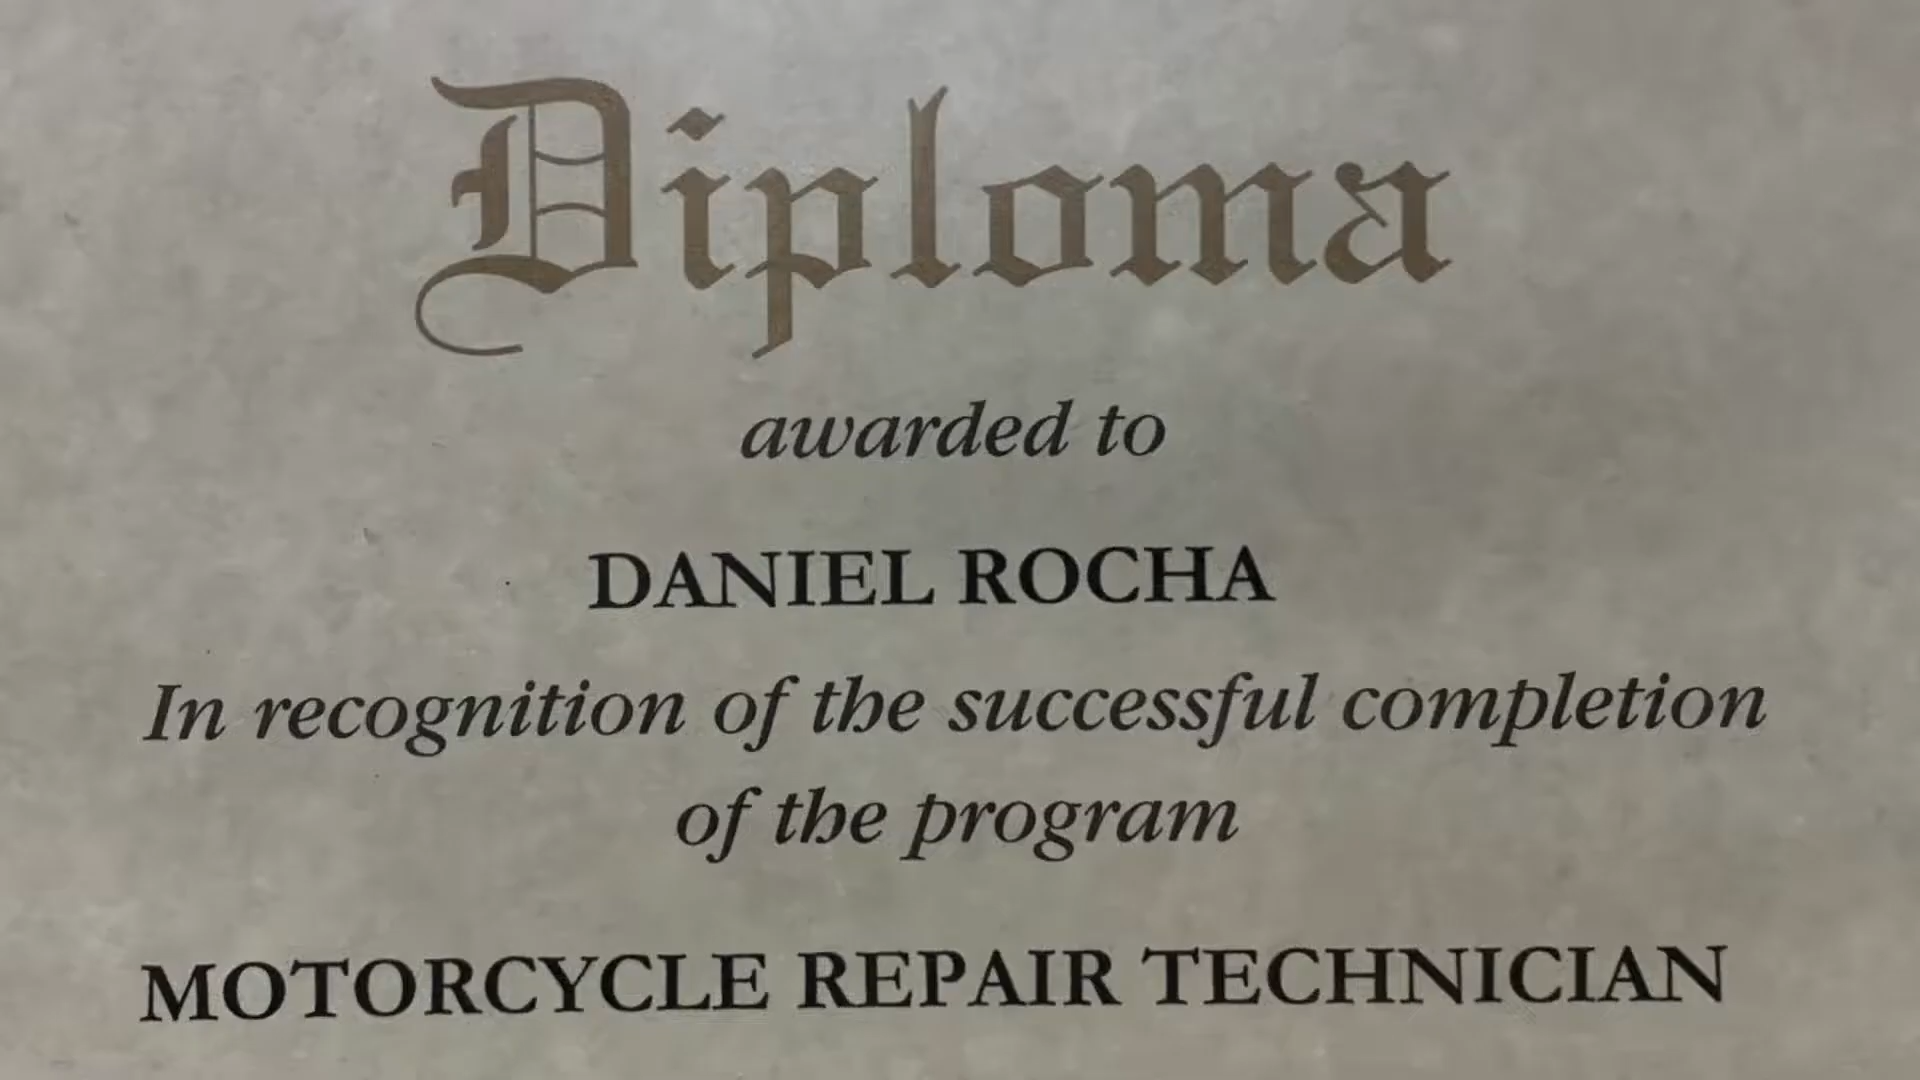 Diploma
awarded to
DANIEL ROCHA
In recognition of the successful completion
of the program
MOTORCYCLE REPAIR TECHNICIAN